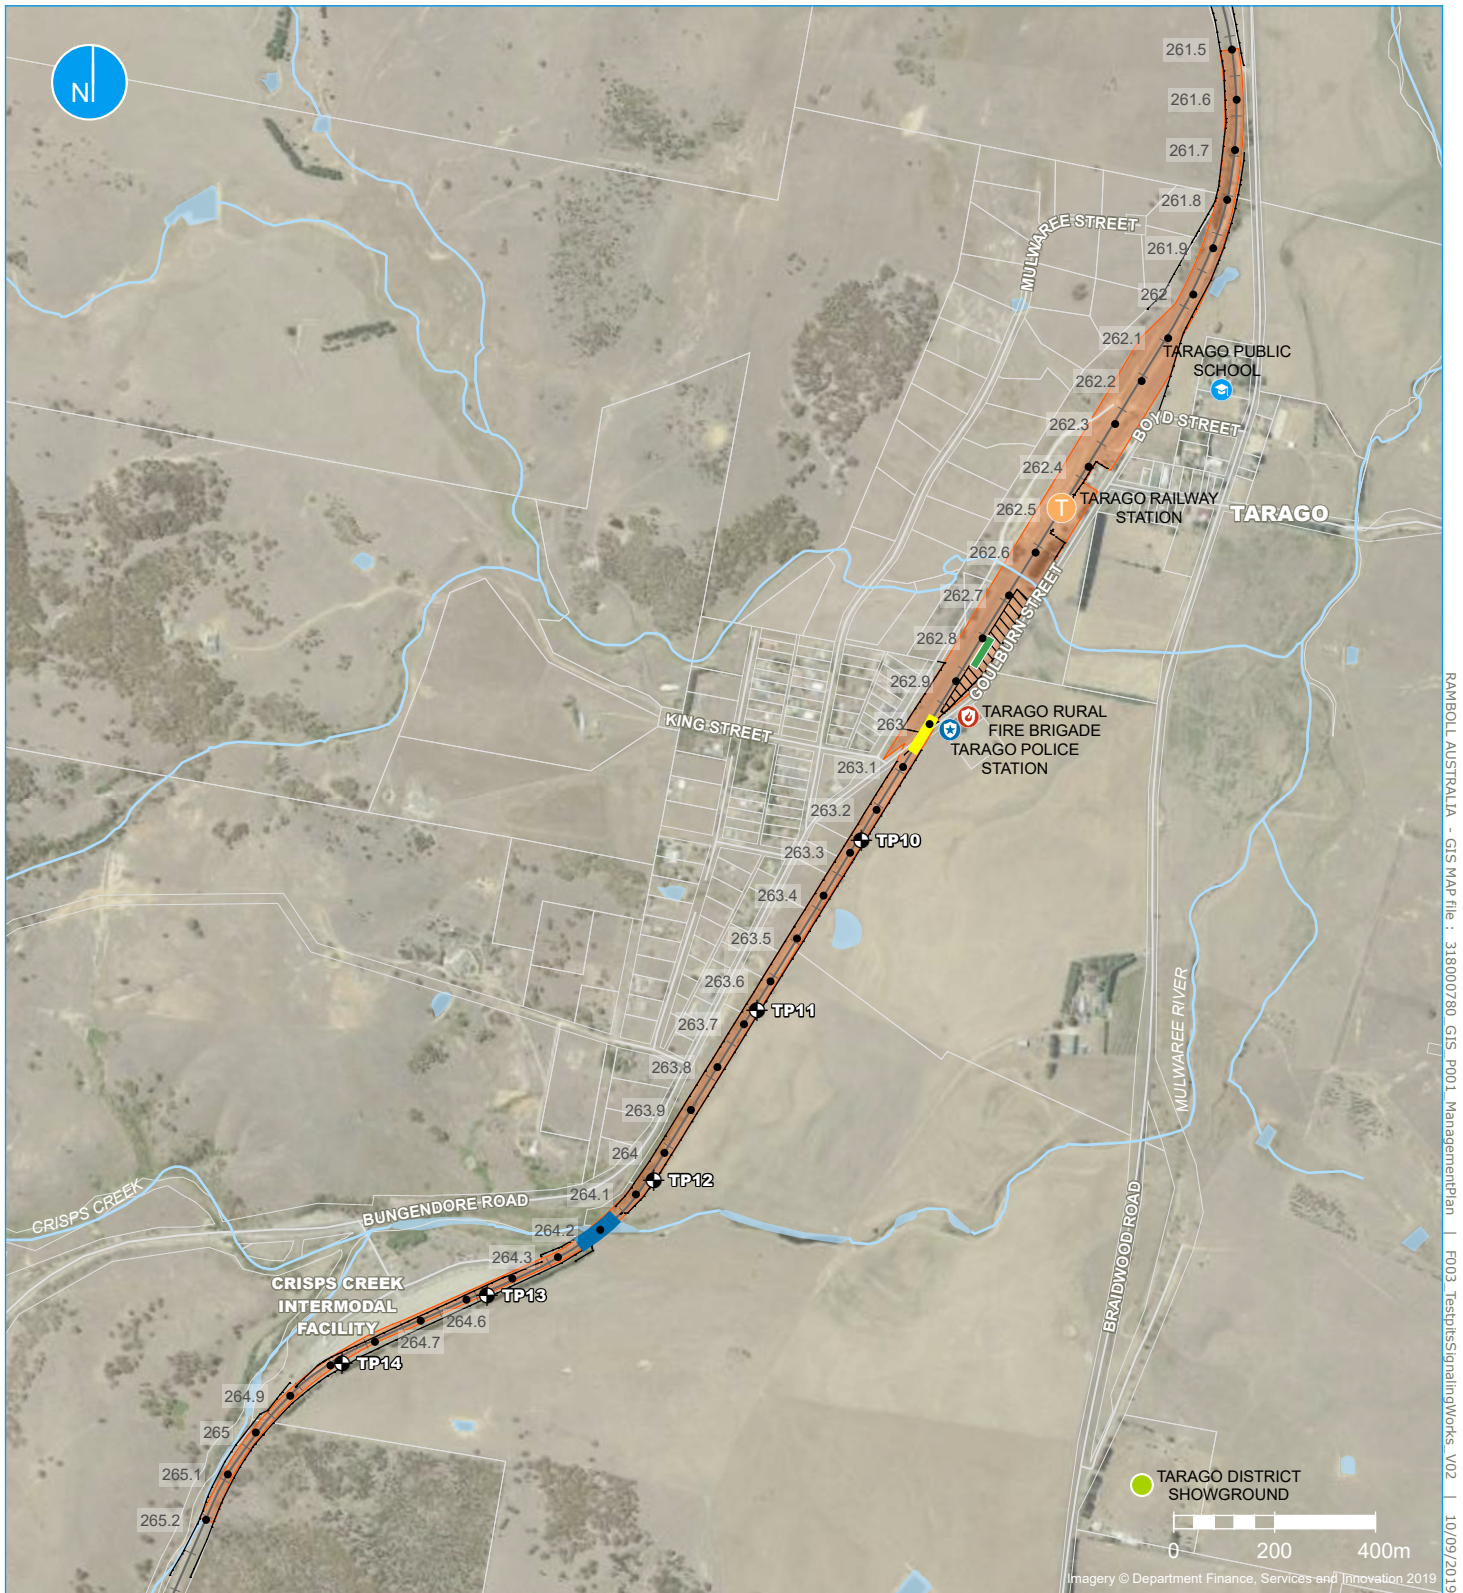 N
261.5
261.6
261.7
261.8
261.9
262
262.1
262.2
262.3
262.4
262.5
262.6
262.7
262.8
262.9
263
263.1
263.2
263.3
263.4
263.5
263.6
263.7
263.8
263.9
264
264.1
264.2
264.3
264.6
264.7
264.9
265
265.1
265.2
MULWAREE STREET
TARAGO PUBLIC
SCHOOL
BOYD STREET
T
TARAGO RAILWAY
STATION
TARAGO
GOULBURN STREET
TARAGO RURAL
FIRE BRIGADE
TARAGO POLICE
STATION
KING STREET
TP10
TP11
TP12
TP13
TP14
MULWAREE RIVER
BRAIDWOOD ROAD
CRISPS CREEK
BUNGENDORE ROAD
CRISPS CREEK
INTERMODAL
FACILITY
TARAGO DISTRICT
SHOWGROUND
0 200 400m
Imagery © Department Finance, Services and Innovation 2019
RAMBOLL AUSTRALIA - GIS MAP file : 318000780_GIS_P001_ManagementPlan | F003_TestpitsSignalingWorks_V02 | 10/09/2019